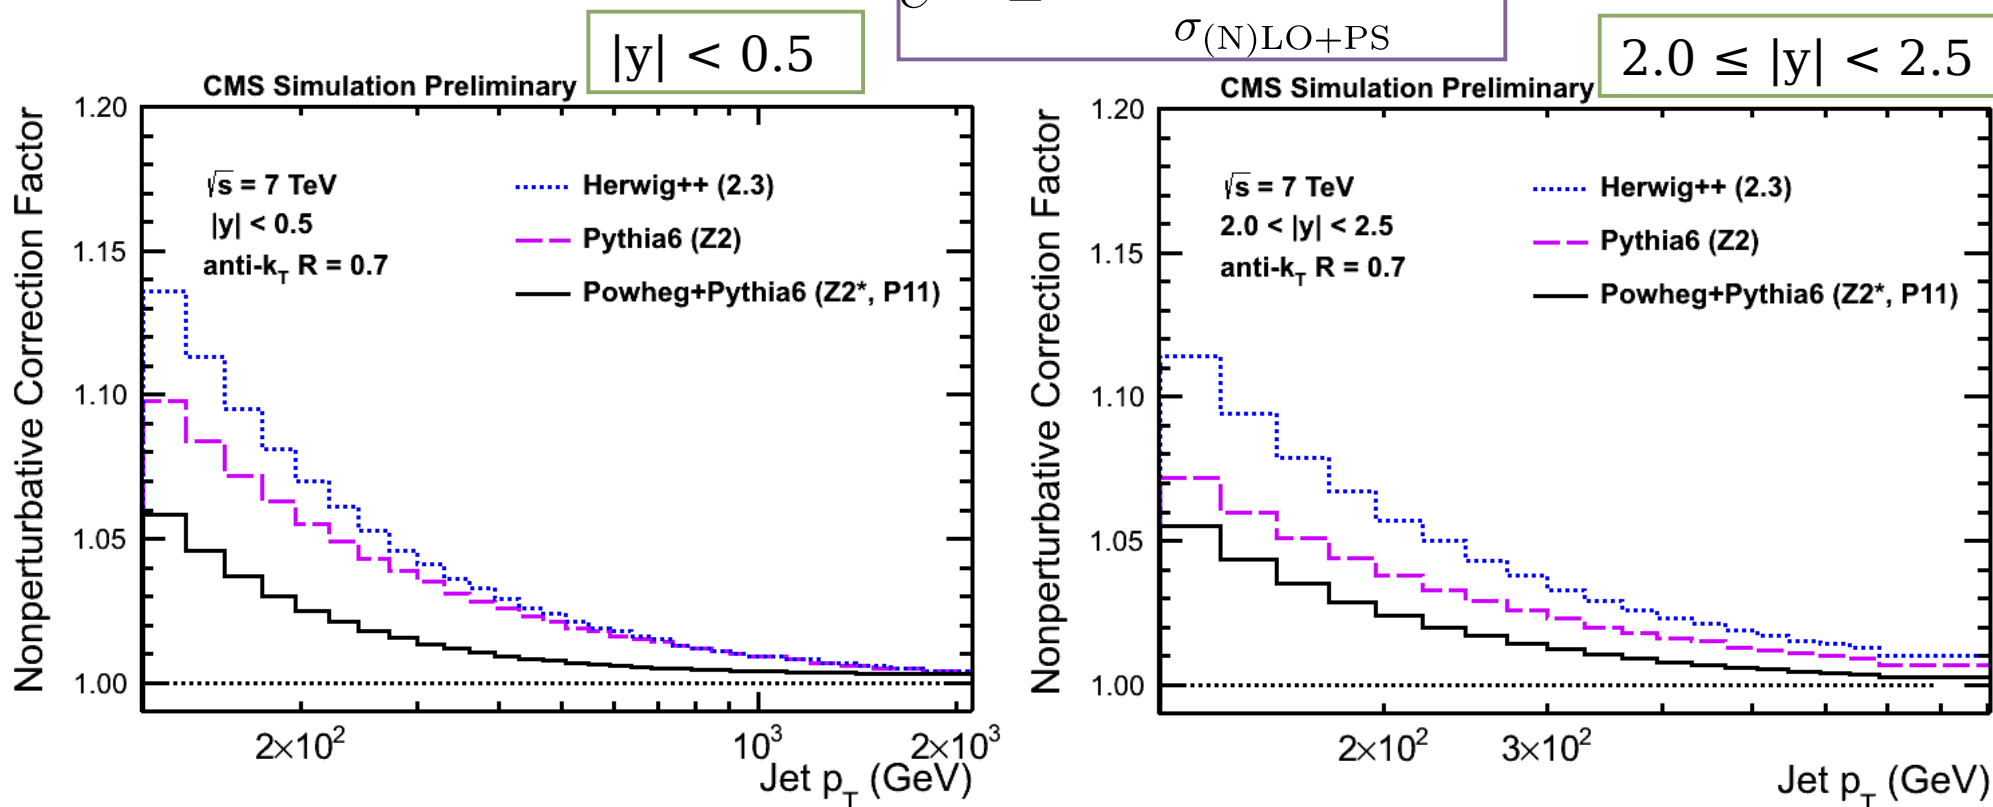 |y| < 0.5
σ(N)LO+PS
2.0 ≤ |y| < 2.5
CMS Simulation Preliminary
Nonperturbative Correction Factor
1.20
1.15
1.10
1.05
1.00
√s = 7 TeV
|y| < 0.5
anti-kT R = 0.7
Herwig++ (2.3)
Pythia6 (Z2)
Powheg+Pythia6 (Z2*, P11)
2×10²
10³
2×10³
Jet pT (GeV)
CMS Simulation Preliminary
Nonperturbative Correction Factor
1.20
1.15
1.10
1.05
1.00
√s = 7 TeV
2.0 < |y| < 2.5
anti-kT R = 0.7
Herwig++ (2.3)
Pythia6 (Z2)
Powheg+Pythia6 (Z2*, P11)
2×10²
3×10²
Jet pT (GeV)